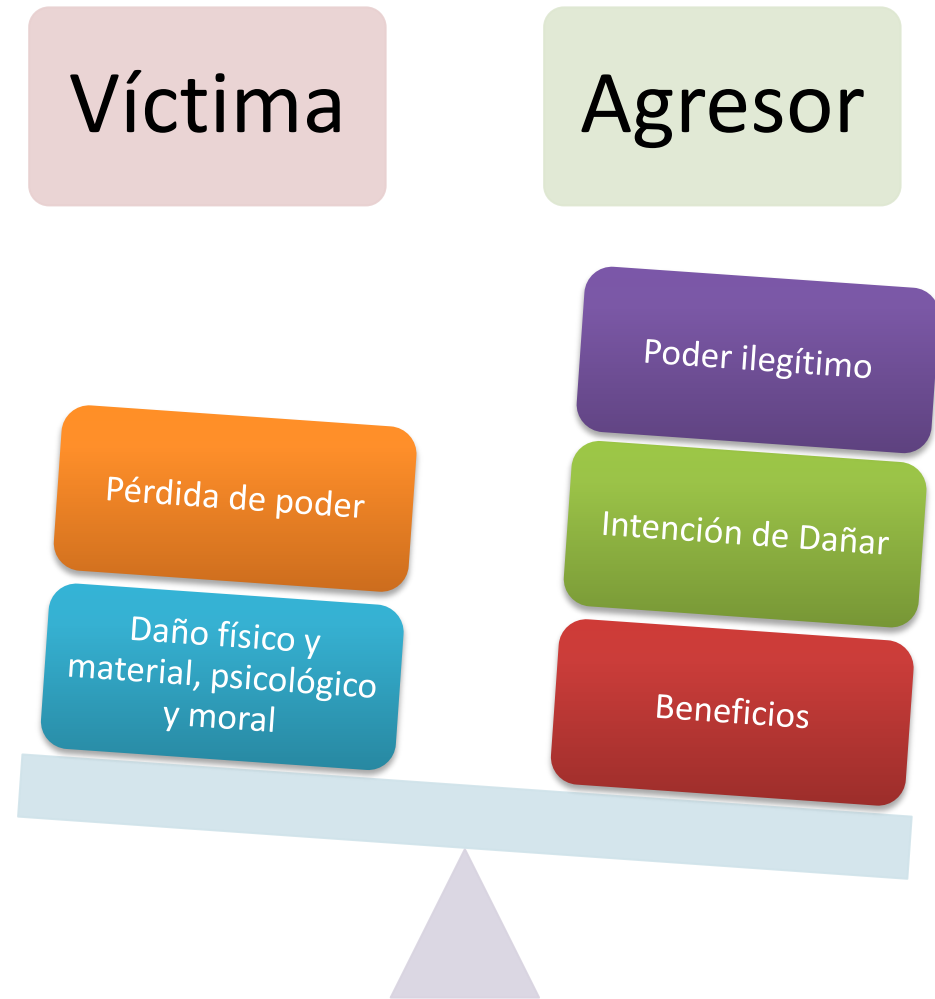 Víctima
Agresor
Poder ilegítimo
Pérdida de poder
Intención de Dañar
Daño físico y
material, psicológico
y moral
Beneficios